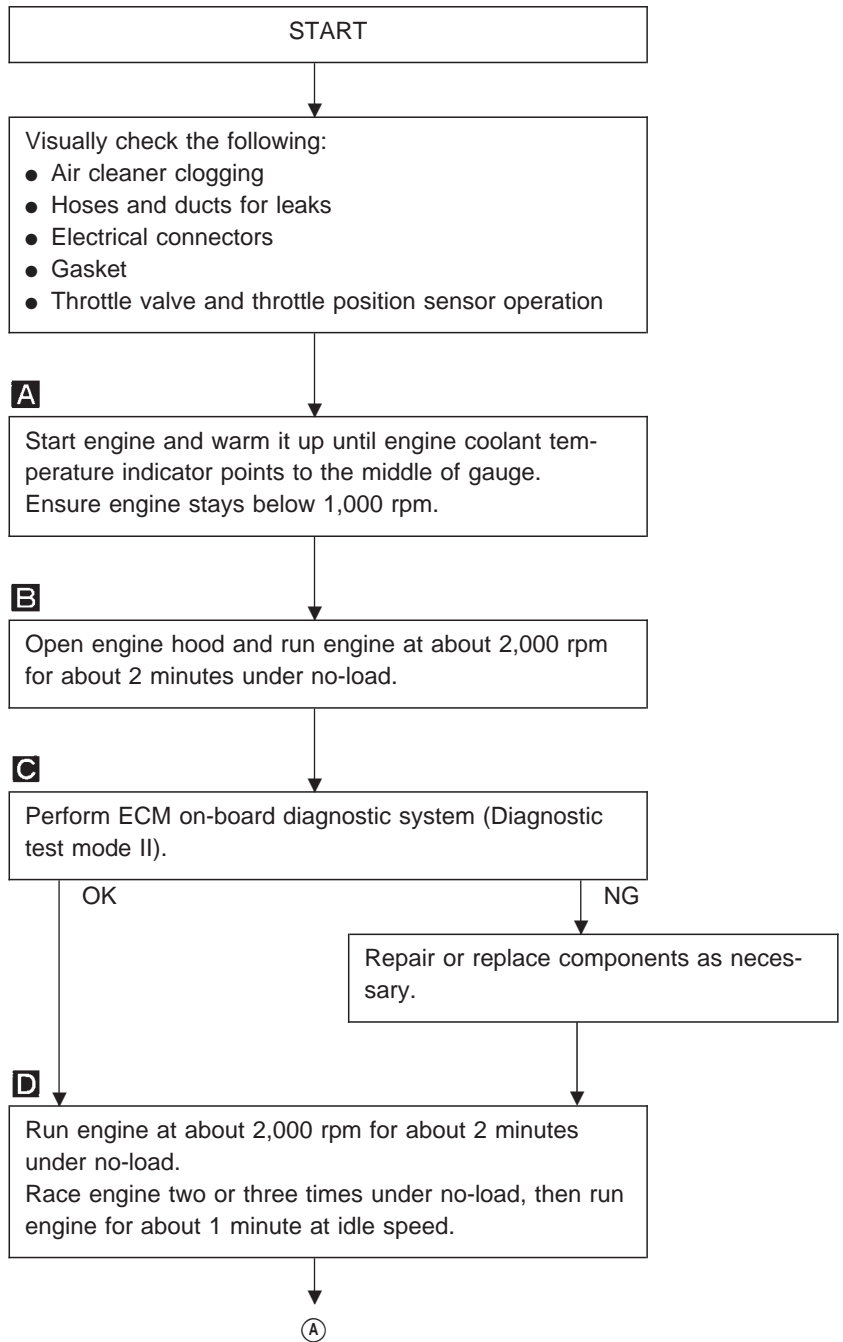 START
Visually check the following:
● Air cleaner clogging
● Hoses and ducts for leaks
● Electrical connectors
● Gasket
● Throttle valve and throttle position sensor operation
A
Start engine and warm it up until engine coolant tem-
perature indicator points to the middle of gauge.
Ensure engine stays below 1,000 rpm.
B
Open engine hood and run engine at about 2,000 rpm
for about 2 minutes under no-load.
C
Perform ECM on-board diagnostic system (Diagnostic
test mode II).
OK NG
Repair or replace components as neces-
sary.
D
Run engine at about 2,000 rpm for about 2 minutes
under no-load.
Race engine two or three times under no-load, then run
engine for about 1 minute at idle speed.
Ⓐ